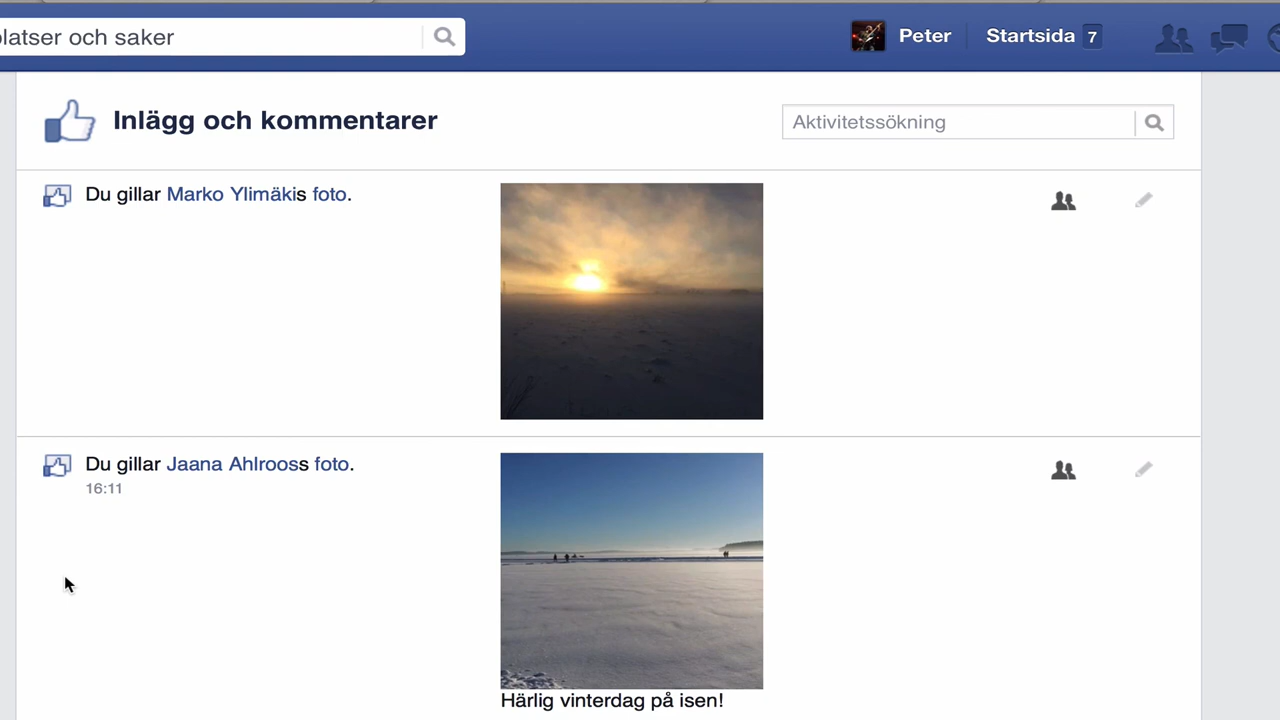 latser och saker
Peter
Startsida 7
Inlägg och kommentarer
Aktivitetssökning
Du gillar Marko Ylimäkis foto.
Du gillar Jaana Ahlrooss foto.
16:11
Härlig vinterdag på isen!